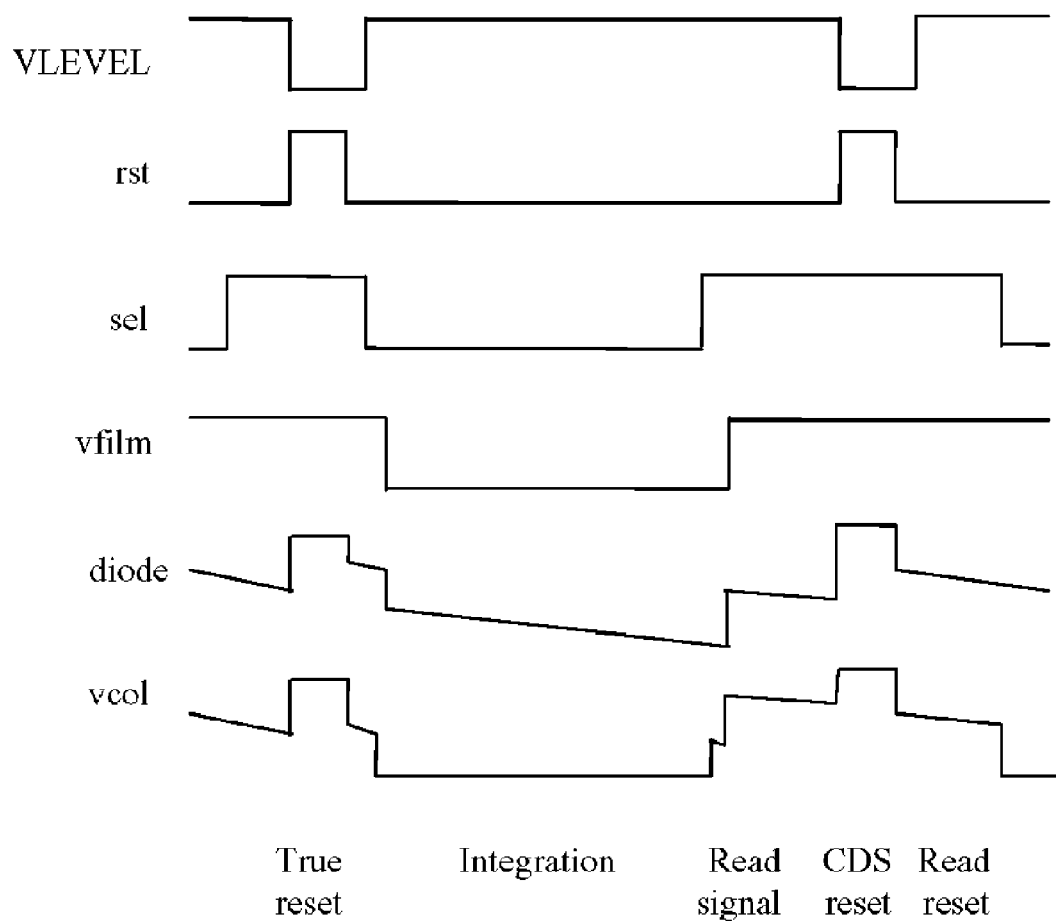 VLEVEL
rst
sel
vfilm
diode
vcol
True reset
Integration
Read signal
CDS reset
Read reset